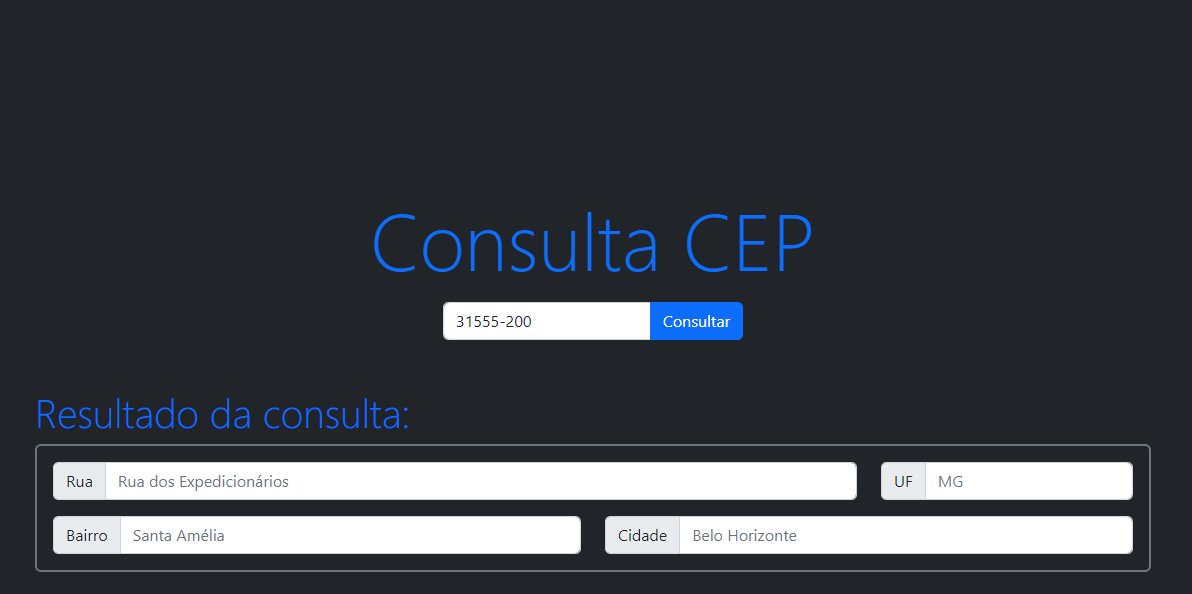 Consulta CEP
31555-200 Consultar
Resultado da consulta:
Rua Rua dos Expedicionários UF MG
Bairro Santa Amélia Cidade Belo Horizonte